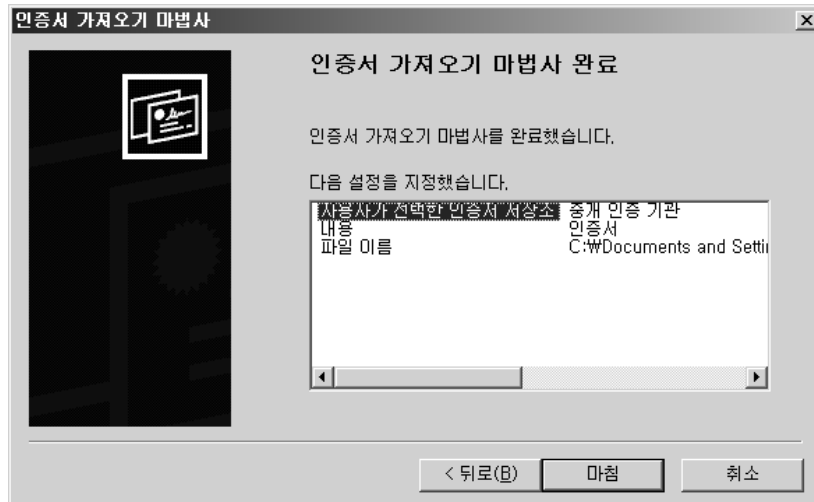 인증서 가져오기 마법사
인증서 가져오기 마법사 완료
인증서 가져오기 마법사를 완료했습니다.
다음 설정을 지정했습니다.
사용자가 선택한 인증서 저장소 중개 인증 기관
내용 인증서
파일 이름 C:\Documents and Settin
< 뒤로(B) 마침 취소